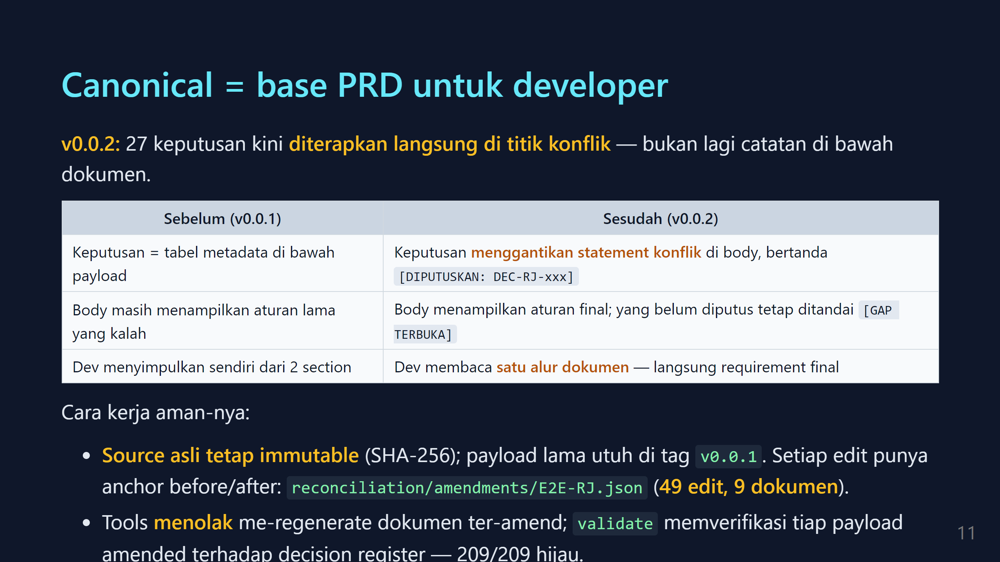 Canonical = base PRD untuk developer
v0.0.2: 27 keputusan kini diterapkan langsung di titik konflik — bukan lagi catatan di bawah
dokumen.
Sebelum (v0.0.1)
Sesudah (v0.0.2)
Keputusan = tabel metadata di bawah
payload
Keputusan menggantikan statement konflik di body, bertanda
[DIPUTUSKAN: DEC-RJ-xxx]
Body masih menampilkan aturan lama
yang kalah
Body menampilkan aturan final; yang belum diputus tetap ditandai [GAP
TERBUKA]
Dev menyimpulkan sendiri dari 2 section
Dev membaca satu alur dokumen — langsung requirement final
Cara kerja aman-nya:
• Source asli tetap immutable (SHA-256); payload lama utuh di tag v0.0.1. Setiap edit punya
anchor before/after: reconciliation/amendments/E2E-RJ.json (49 edit, 9 dokumen).
• Tools menolak me-regenerate dokumen ter-amend; validate memverifikasi tiap payload
amended terhadap decision register — 209/209 hijau.
11